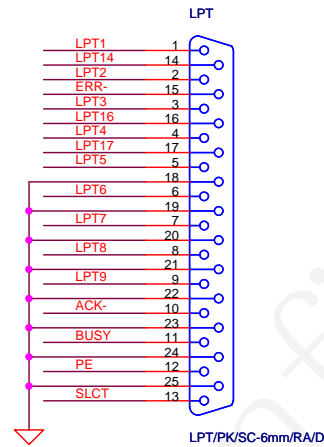 LPT
LPT1 1
LPT14 14
LPT2 2
ERR- 15
LPT3 3
LPT16 16
LPT4 4
LPT17 17
LPT5 5
18
LPT6 6
19
LPT7 7
20
LPT8 8
21
LPT9 9
22
ACK- 10
23
BUSY 11
24
PE 12
25
SLCT 13
LPT/PK/SC-6mm/RA/D